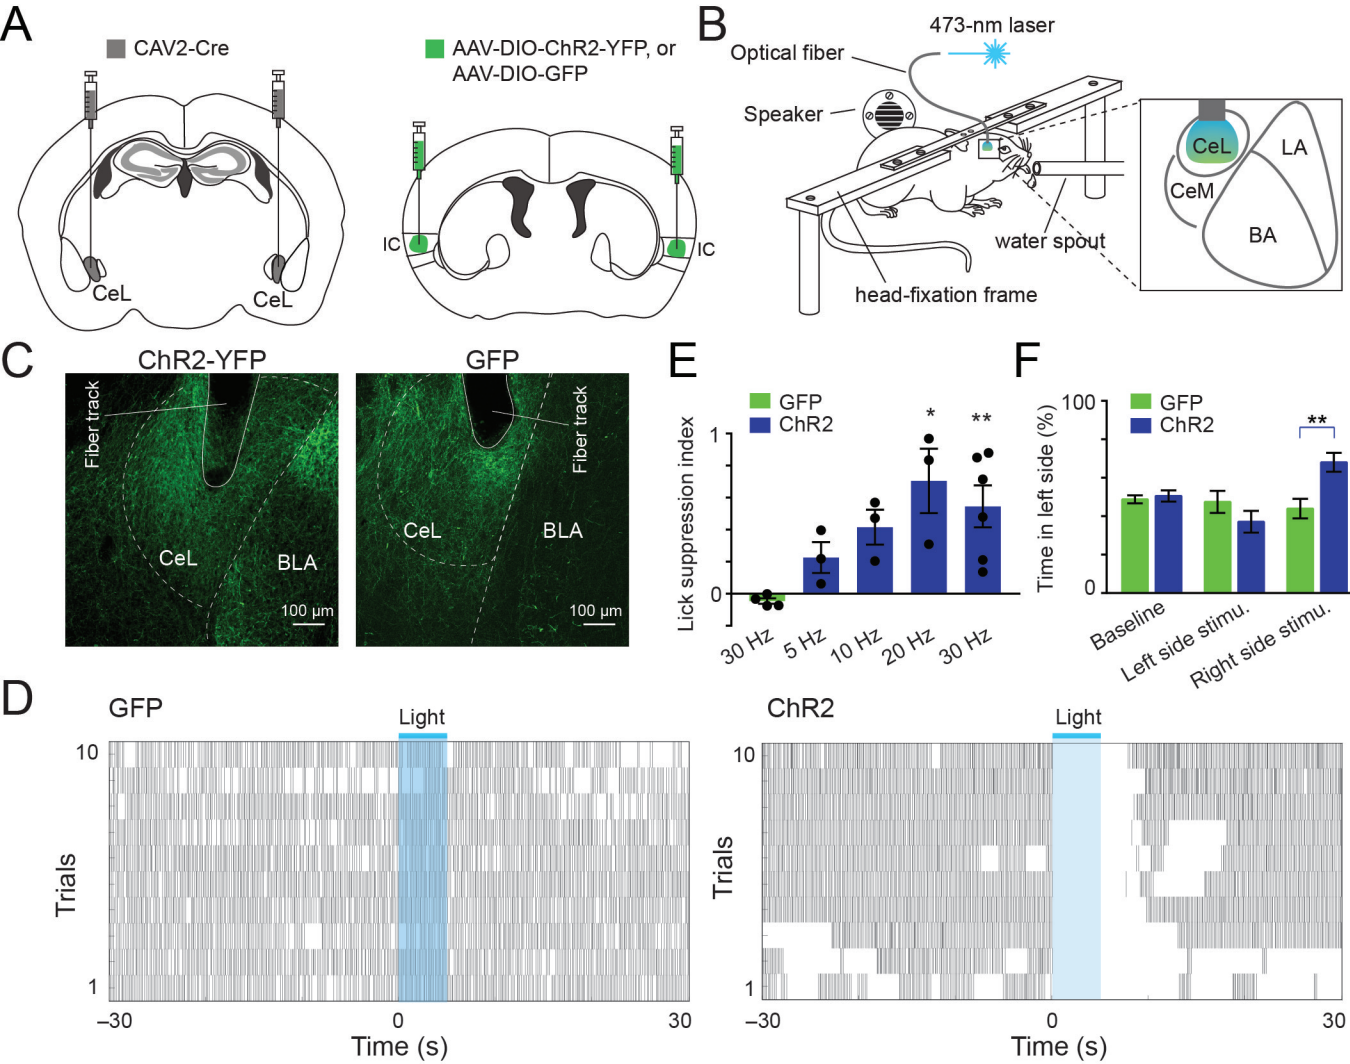 A
CAV2-Cre
CeL
CeL
AAV-DIO-ChR2-YFP, or
AAV-DIO-GFP
IC
IC
B
473-nm laser
Optical fiber
Speaker
water spout
head-fixation frame
CeL
CeM
LA
BA
C
ChR2-YFP
Fiber track
CeL
BLA
100 µm
GFP
Fiber track
CeL
BLA
100 µm
E
GFP
ChR2
Lick suppression index
1
0
*
**
30 Hz
5 Hz
10 Hz
20 Hz
30 Hz
F
GFP
ChR2
Time in left side (%)
100
0
**
Baseline
Left side stimu.
Right side stimu.
D
GFP
Light
Trials
10
1
–30
0
30
Time (s)
ChR2
Light
Trials
10
1
–30
0
30
Time (s)